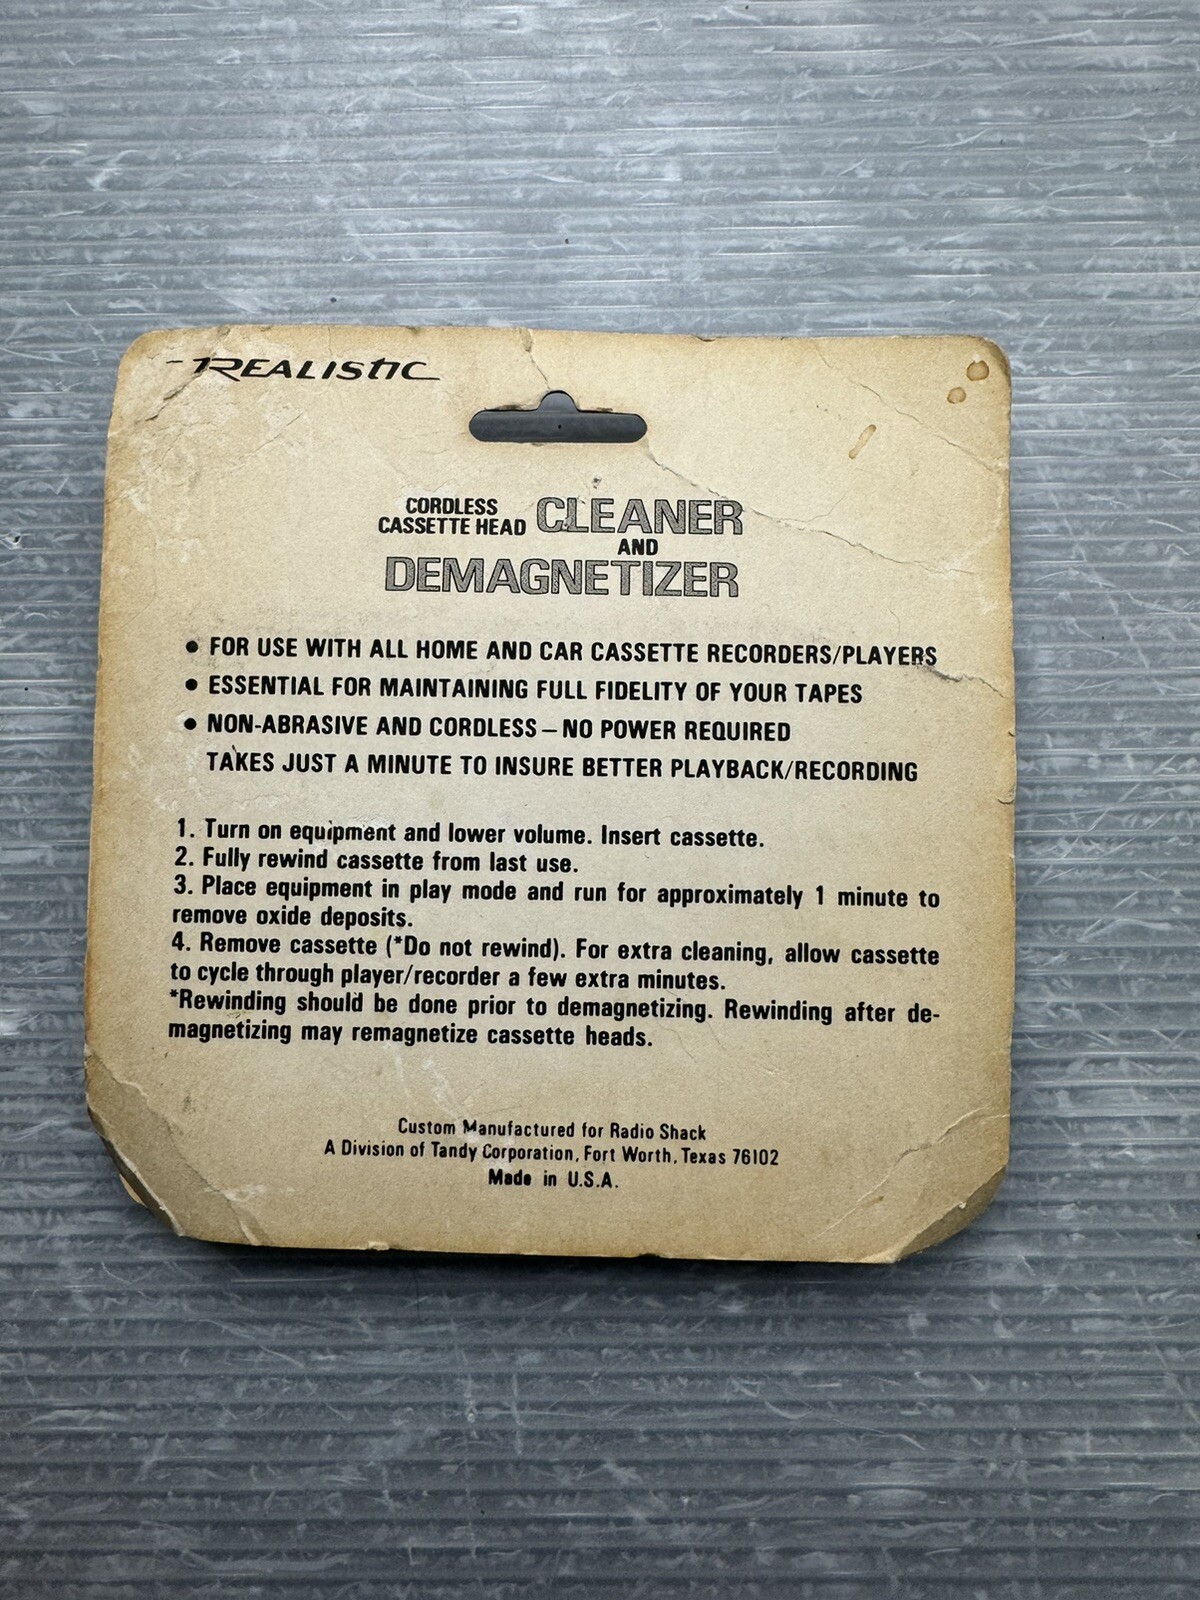 REALISTIC
CORDLESS
CASSETTE HEAD CLEANER
AND
DEMAGNETIZER
• FOR USE WITH ALL HOME AND CAR CASSETTE RECORDERS/PLAYERS
• ESSENTIAL FOR MAINTAINING FULL FIDELITY OF YOUR TAPES
• NON-ABRASIVE AND CORDLESS – NO POWER REQUIRED
TAKES JUST A MINUTE TO INSURE BETTER PLAYBACK/RECORDING
1. Turn on equipment and lower volume. Insert cassette.
2. Fully rewind cassette from last use.
3. Place equipment in play mode and run for approximately 1 minute to
remove oxide deposits.
4. Remove cassette (*Do not rewind). For extra cleaning, allow cassette
to cycle through player/recorder a few extra minutes.
*Rewinding should be done prior to demagnetizing. Rewinding after de-
magnetizing may remagnetize cassette heads.
Custom Manufactured for Radio Shack
A Division of Tandy Corporation, Fort Worth, Texas 76102
Made in U.S.A.